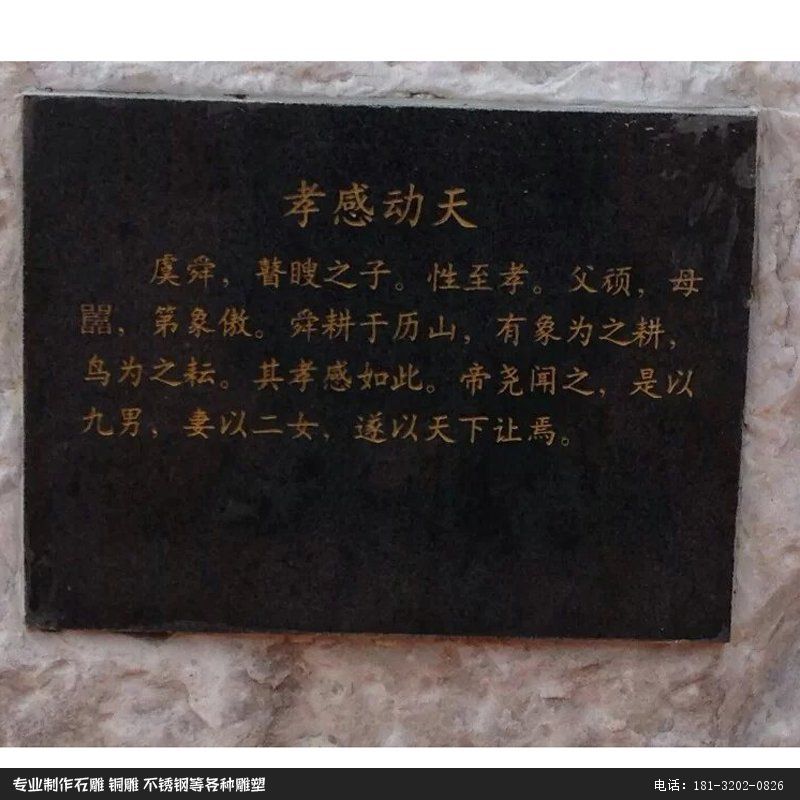 孝感动天
虞舜，瞽瞍之子。性至孝。父顽，母
嚚，第象傲。舜耕于历山，有象为之耕，
鸟为之耘。其孝感如此。帝尧闻之，是以
九男，妻以二女，遂以天下让焉。
专业制作石雕 铜雕 不锈钢等各种雕塑
电话：181-3202-0826